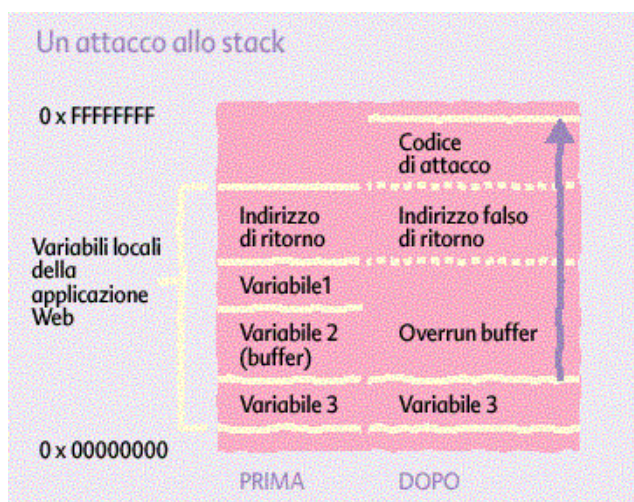 Un attacco allo stack
0 x FFFFFFFF
Codice
di attacco
Indirizzo
di ritorno
Indirizzo falso
di ritorno
Variabili locali
della
applicazione
Web
Variabile1
Variabile 2
(buffer)
Overrun buffer
Variabile 3
Variabile 3
0 x 00000000
PRIMA
DOPO